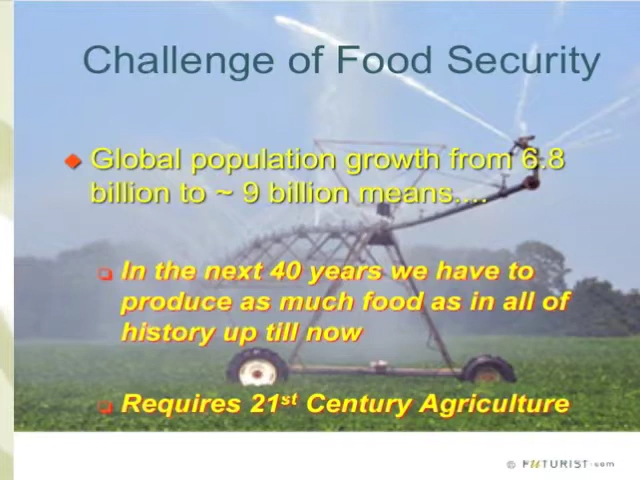 Challenge of Food Security
Global population growth from 6.8
billion to ~ 9 billion means....
In the next 40 years we have to
produce as much food as in all of
history up till now
Requires 21st Century Agriculture
© FUTURIST.com